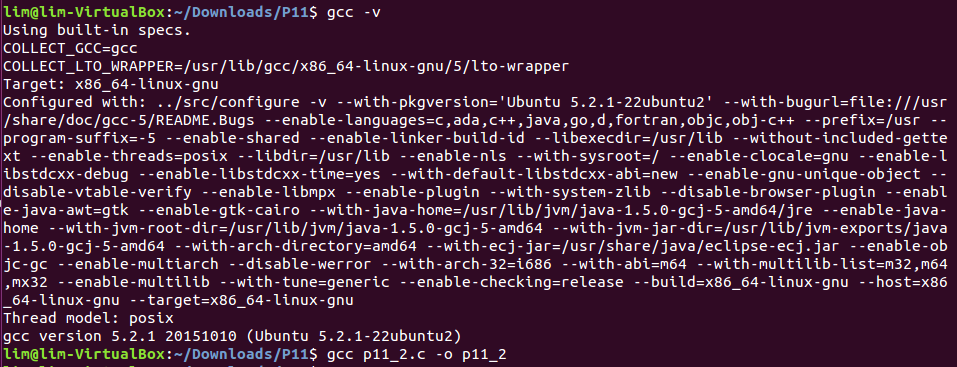 lim@lim-VirtualBox:~/Downloads/P11$ gcc -v
Using built-in specs.
COLLECT_GCC=gcc
COLLECT_LTO_WRAPPER=/usr/lib/gcc/x86_64-linux-gnu/5/lto-wrapper
Target: x86_64-linux-gnu
Configured with: ../src/configure -v --with-pkgversion='Ubuntu 5.2.1-22ubuntu2' --with-bugurl=file:///usr
/share/doc/gcc-5/README.Bugs --enable-languages=c,ada,c++,java,go,d,fortran,objc,obj-c++ --prefix=/usr --
program-suffix=-5 --enable-shared --enable-linker-build-id --libexecdir=/usr/lib --without-included-gette
xt --enable-threads=posix --libdir=/usr/lib --enable-nls --with-sysroot=/ --enable-clocale=gnu --enable-l
ibstdcxx-debug --enable-libstdcxx-time=yes --with-default-libstdcxx-abi=new --enable-gnu-unique-object --
disable-vtable-verify --enable-libmpx --enable-plugin --with-system-zlib --disable-browser-plugin --enabl
e-java-awt=gtk --enable-gtk-cairo --with-java-home=/usr/lib/jvm/java-1.5.0-gcj-5-amd64/jre --enable-java-
home --with-jvm-root-dir=/usr/lib/jvm/java-1.5.0-gcj-5-amd64 --with-jvm-jar-dir=/usr/lib/jvm-exports/java
-1.5.0-gcj-5-amd64 --with-arch-directory=amd64 --with-ecj-jar=/usr/share/java/eclipse-ecj.jar --enable-ob
jc-gc --enable-multiarch --disable-werror --with-arch-32=i686 --with-abi=m64 --with-multilib-list=m32,m64
,mx32 --enable-multilib --with-tune=generic --enable-checking=release --build=x86_64-linux-gnu --host=x86
_64-linux-gnu --target=x86_64-linux-gnu
Thread model: posix
gcc version 5.2.1 20151010 (Ubuntu 5.2.1-22ubuntu2)
lim@lim-VirtualBox:~/Downloads/P11$ gcc p11_2.c -o p11_2